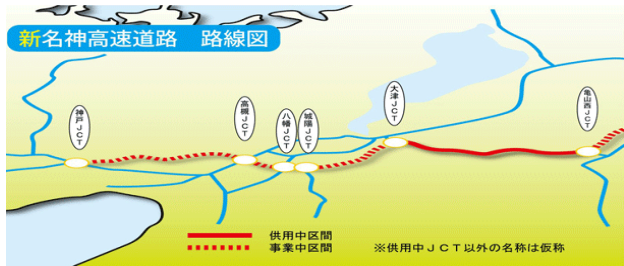 新名神高速道路 路線図
神戸JCT
高槻JCT
八幡JCT
城陽JCT
大津JCT
亀山西JCT
供用中区間
事業中区間
※供用中JCT以外の名称は仮称